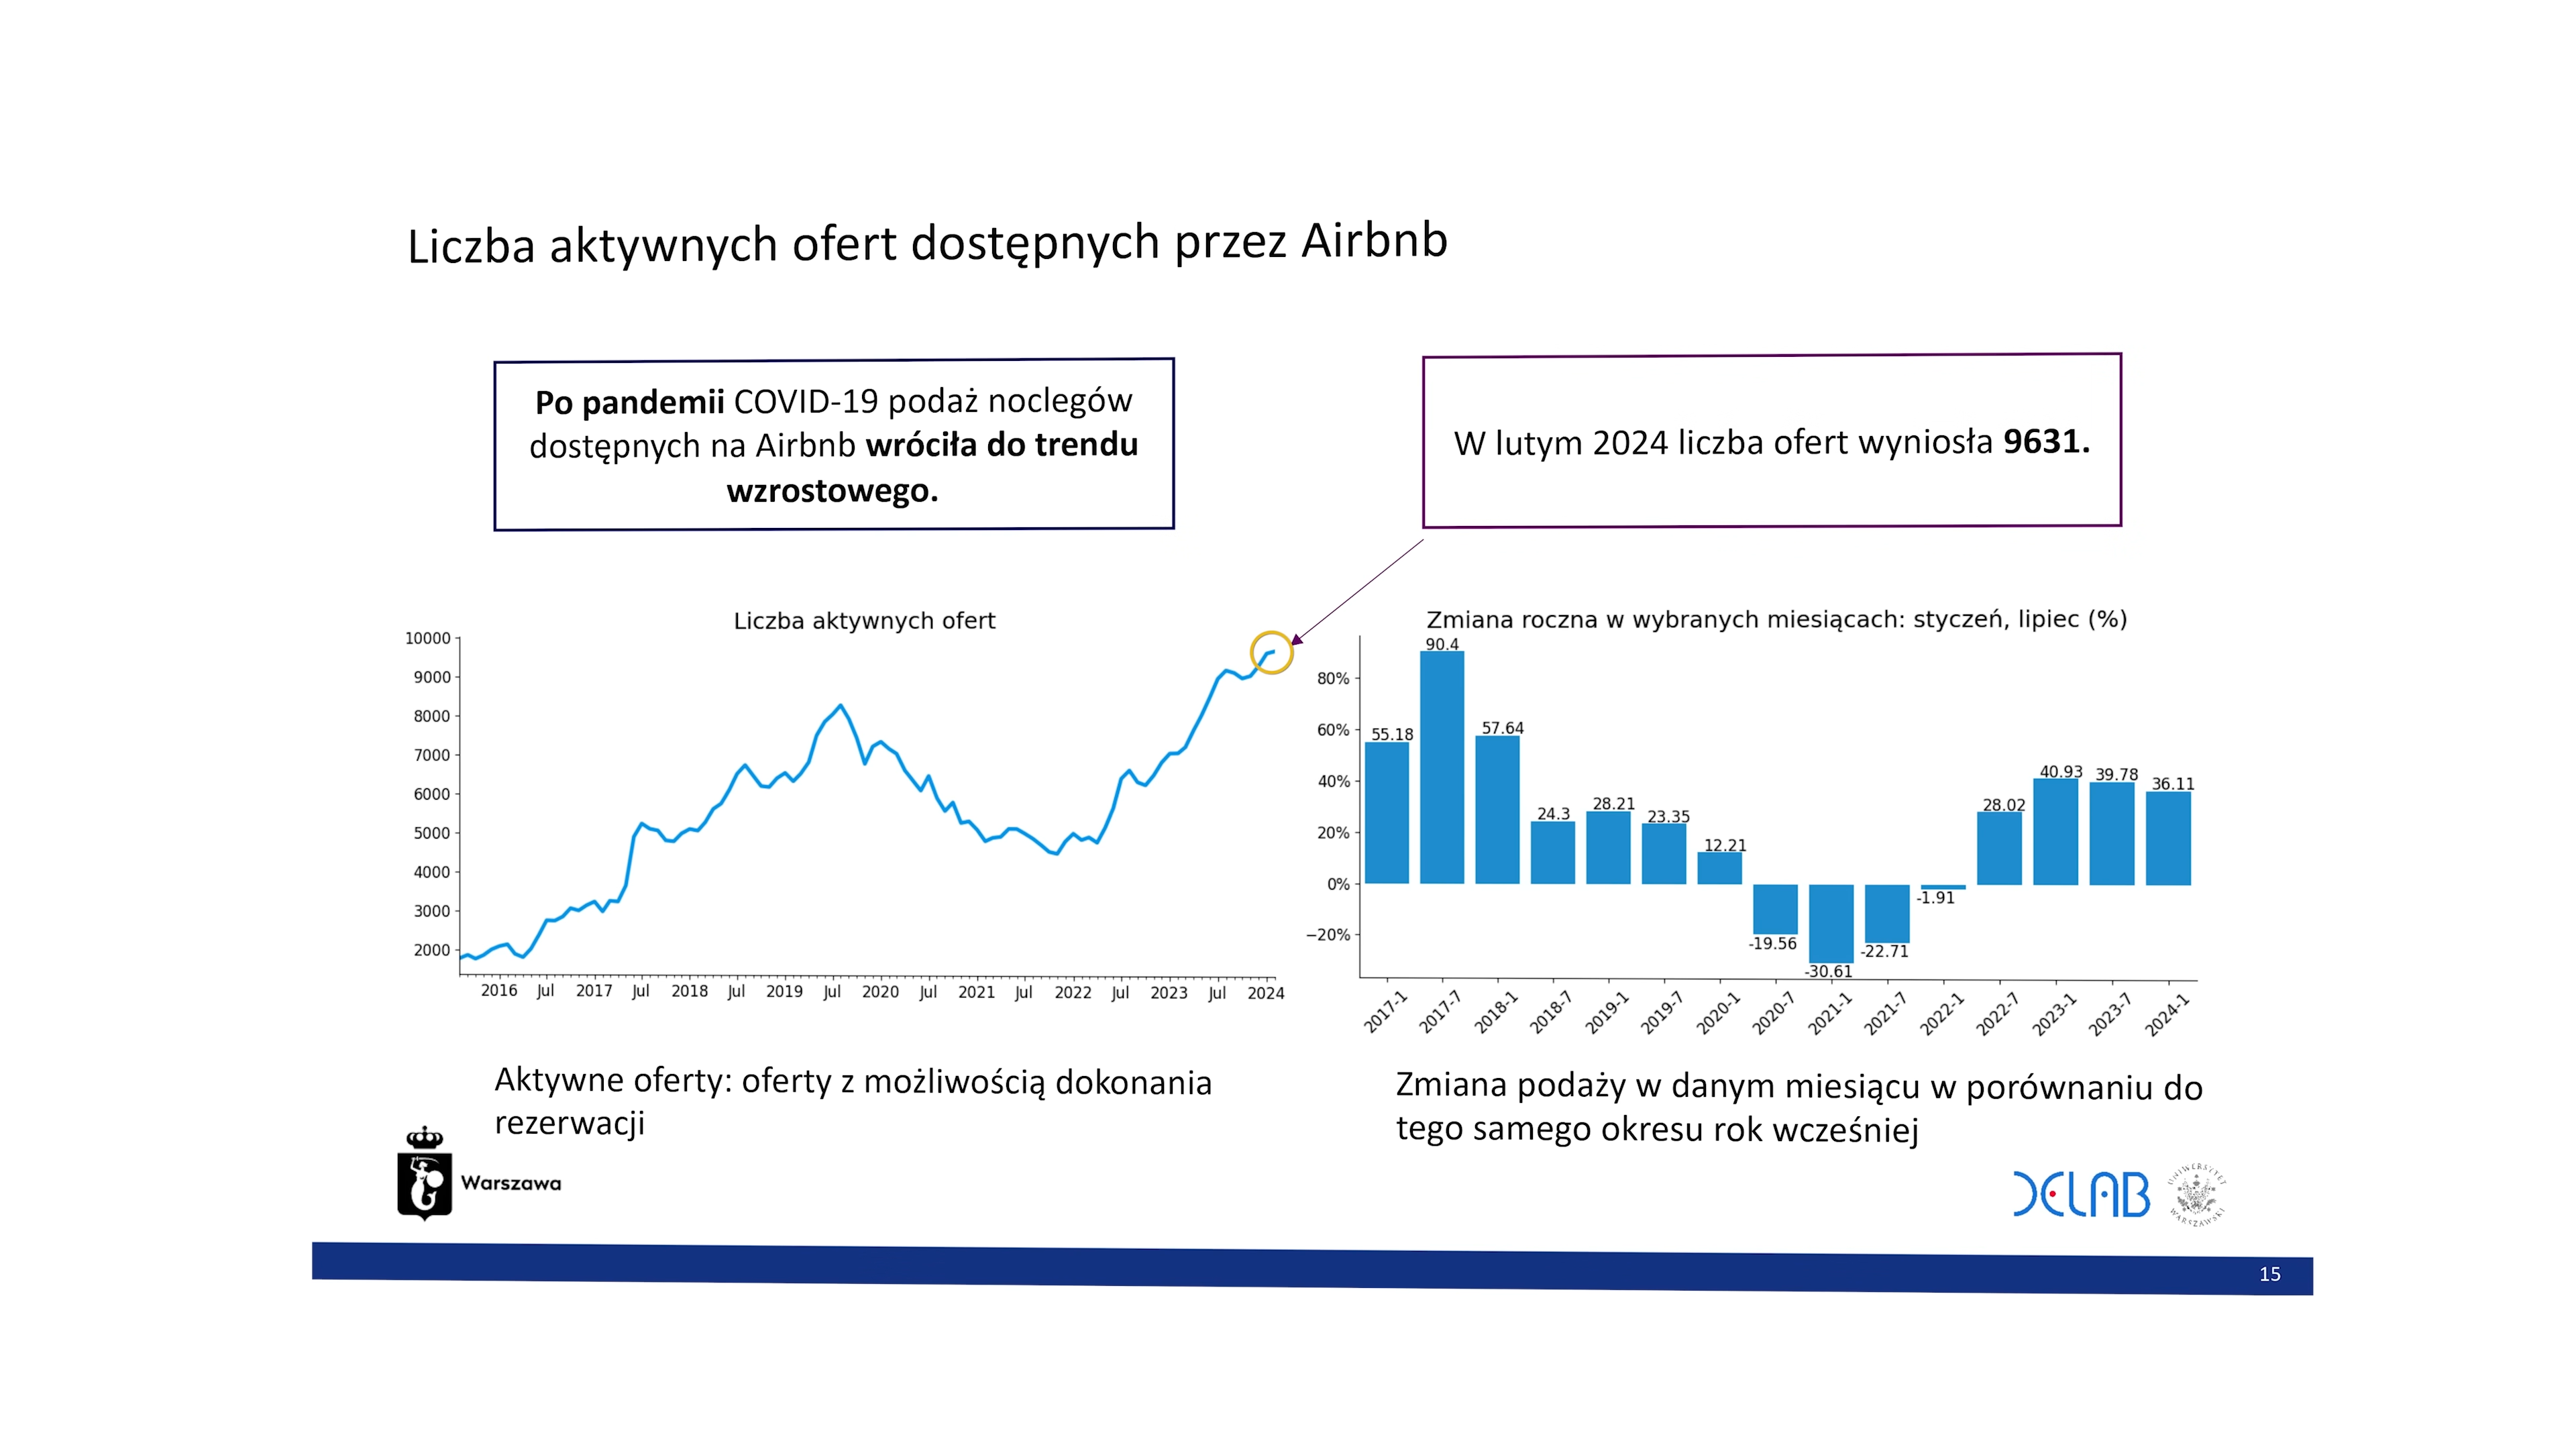 Liczba aktywnych ofert dostępnych przez Airbnb
Po pandemii COVID-19 podaż noclegów
dostępnych na Airbnb wróciła do trendu
wzrostowego.
W lutym 2024 liczba ofert wyniosła 9631.
Liczba aktywnych ofert
10000
9000
8000
7000
6000
5000
4000
3000
2000
2016 Jul 2017 Jul 2018 Jul 2019 Jul 2020 Jul 2021 Jul 2022 Jul 2023 Jul 2024
Zmiana roczna w wybranych miesiącach: styczeń, lipiec (%)
80%
60%
40%
20%
0%
−20%
55.18 90.4 57.64 24.3 28.21 23.35 12.21 -19.56 -30.61 -22.71 -1.91 28.02 40.93 39.78 36.11
2017-1 2017-7 2018-1 2018-7 2019-1 2019-7 2020-1 2020-7 2021-1 2021-7 2022-1 2022-7 2023-1 2023-7 2024-1
Aktywne oferty: oferty z możliwością dokonania
rezerwacji
Zmiana podaży w danym miesiącu w porównaniu do
tego samego okresu rok wcześniej
Warszawa
DELAB
UNIWERSYTET
WARSZAWSKI
15